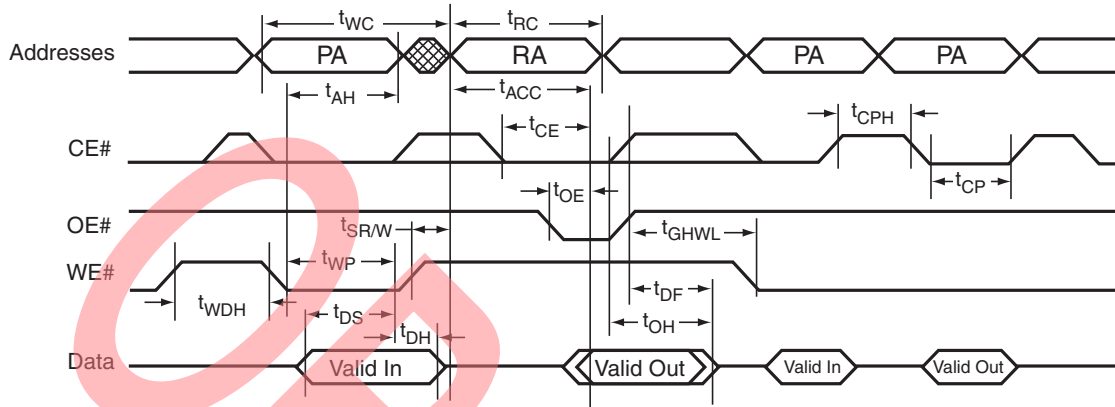 tWC
tRC
Addresses
PA
RA
PA
PA
tAH
tACC
tCE
tCPH
CE#
tOE
tCP
OE#
tSR/W
tGHWL
WE#
tWP
tDF
tWDH
tDS
tOH
tDH
Data
Valid In
Valid Out
Valid In
Valid Out